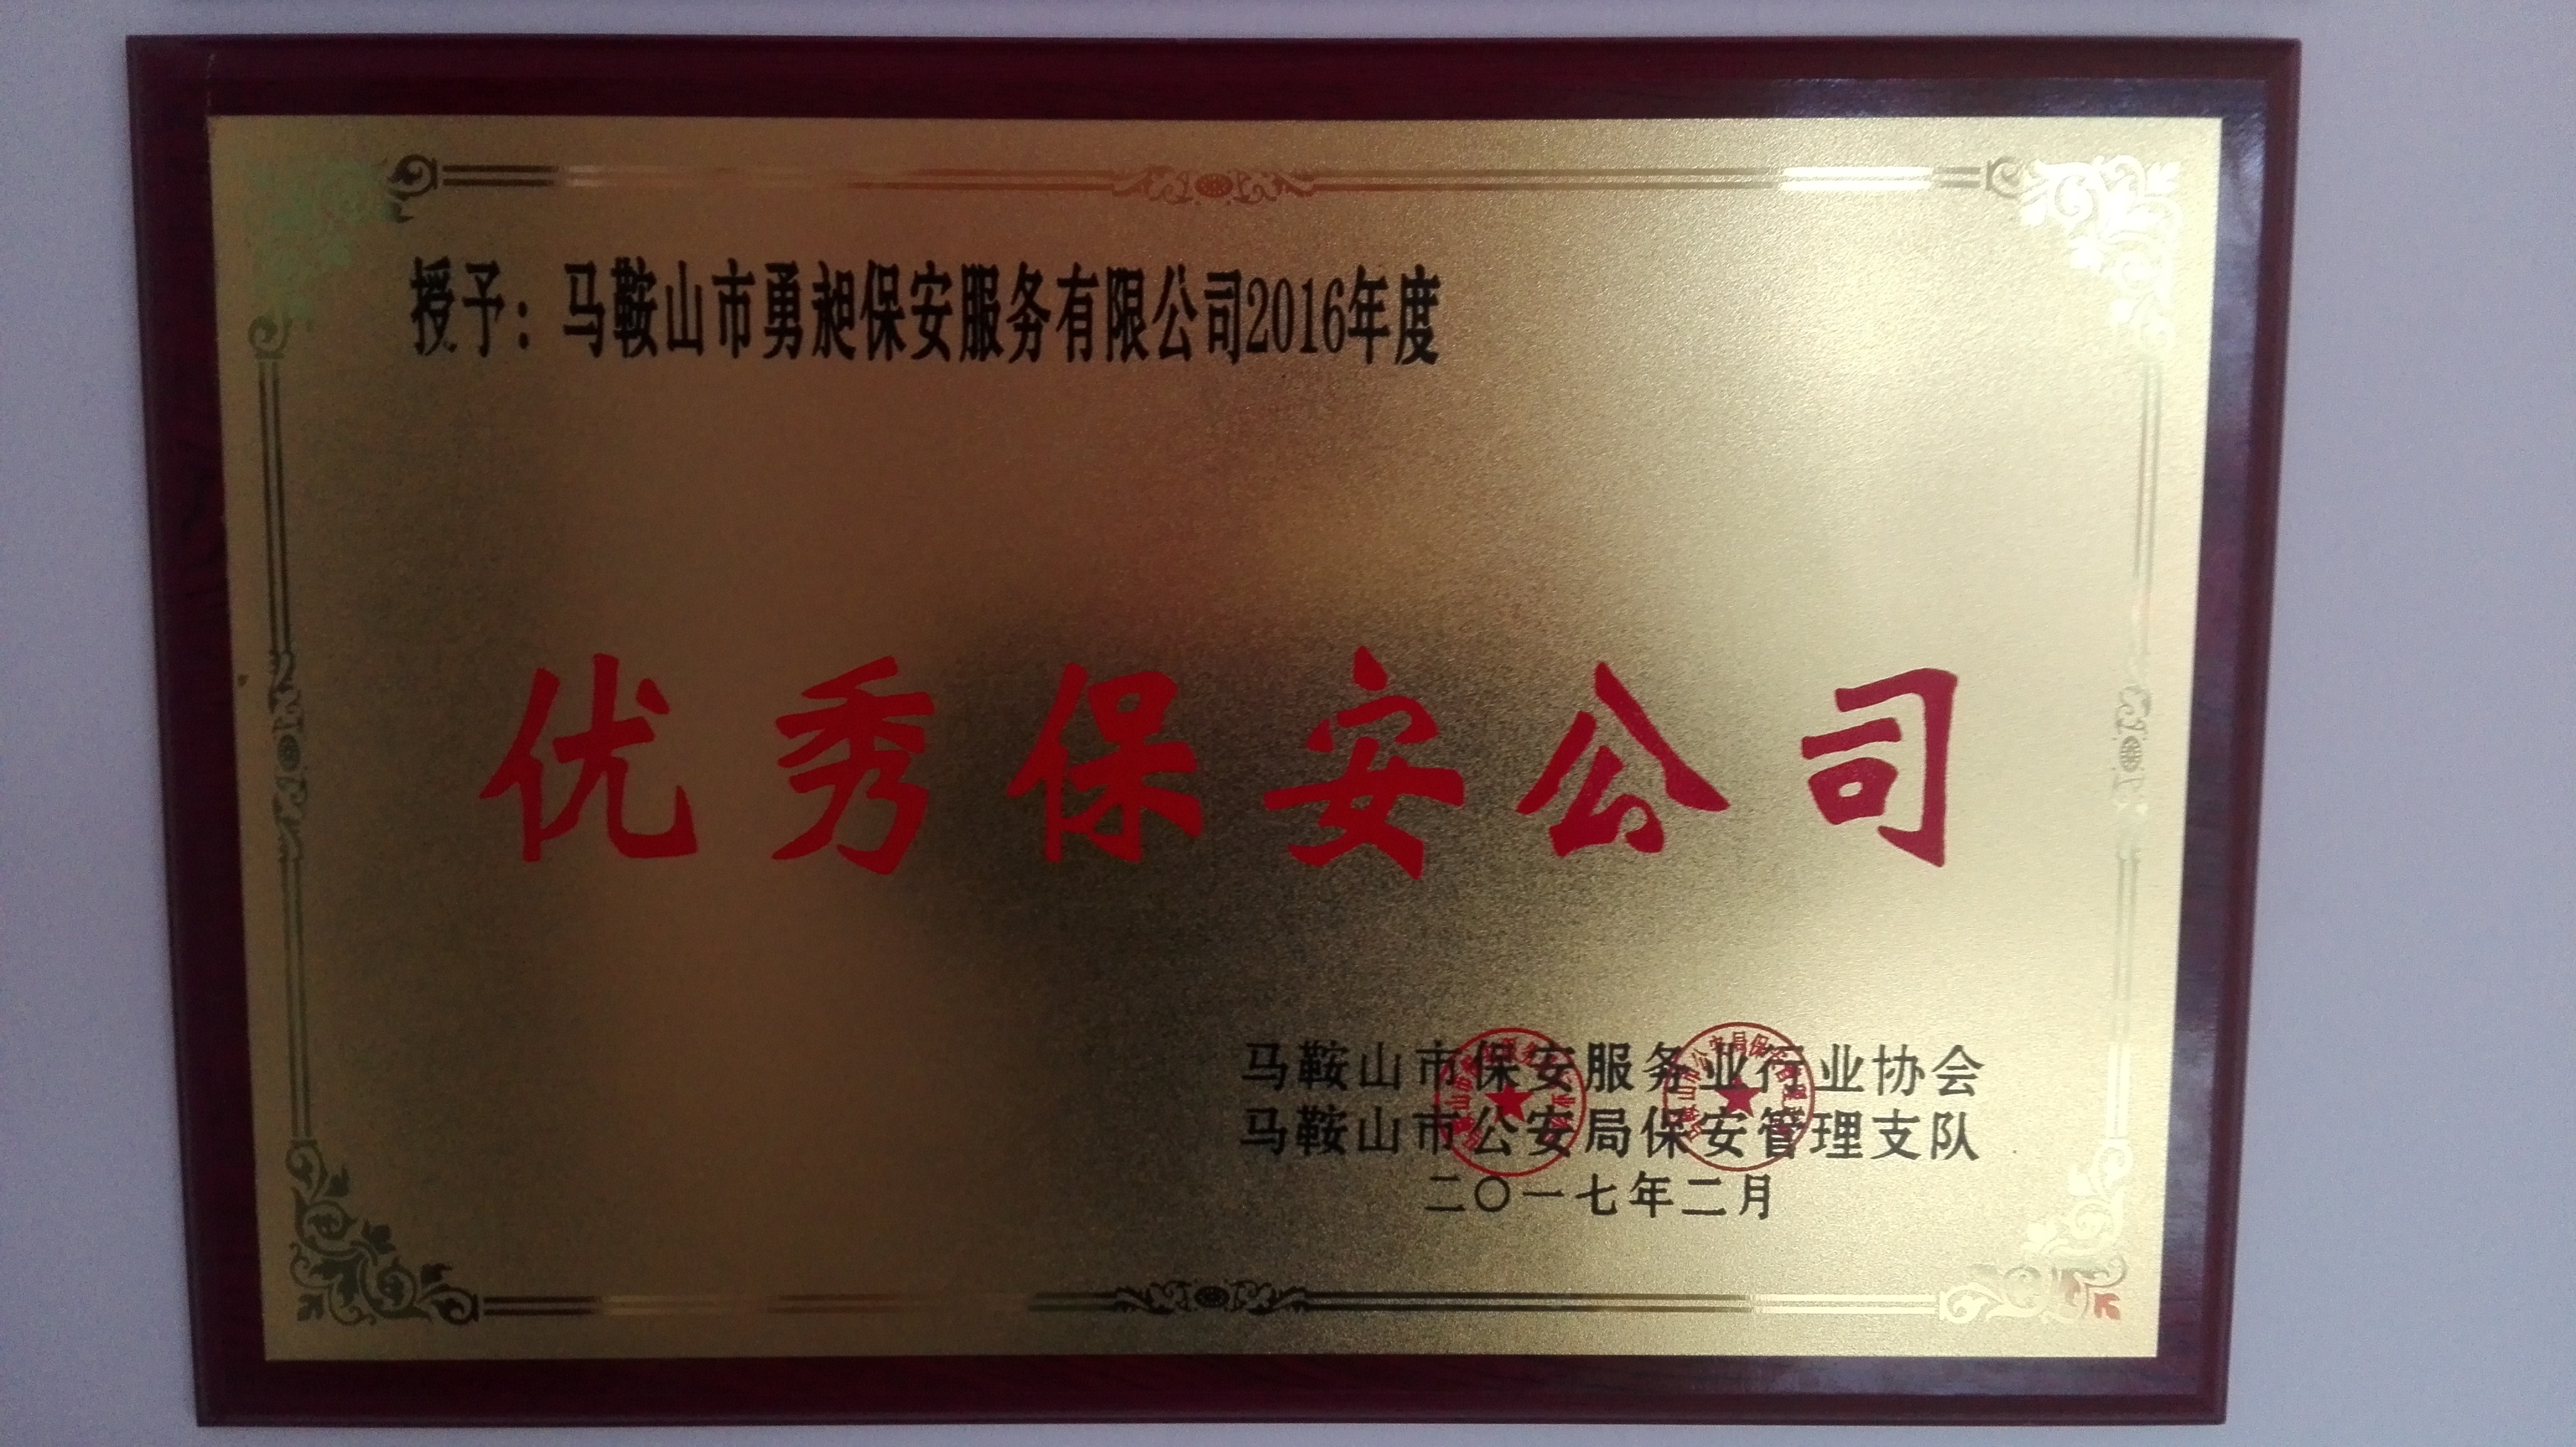 授予：马鞍山市勇昶保安服务有限公司2016年度
优秀保安公司
马鞍山市保安服务业行业协会
马鞍山市公安局保安管理支队
二〇一七年二月